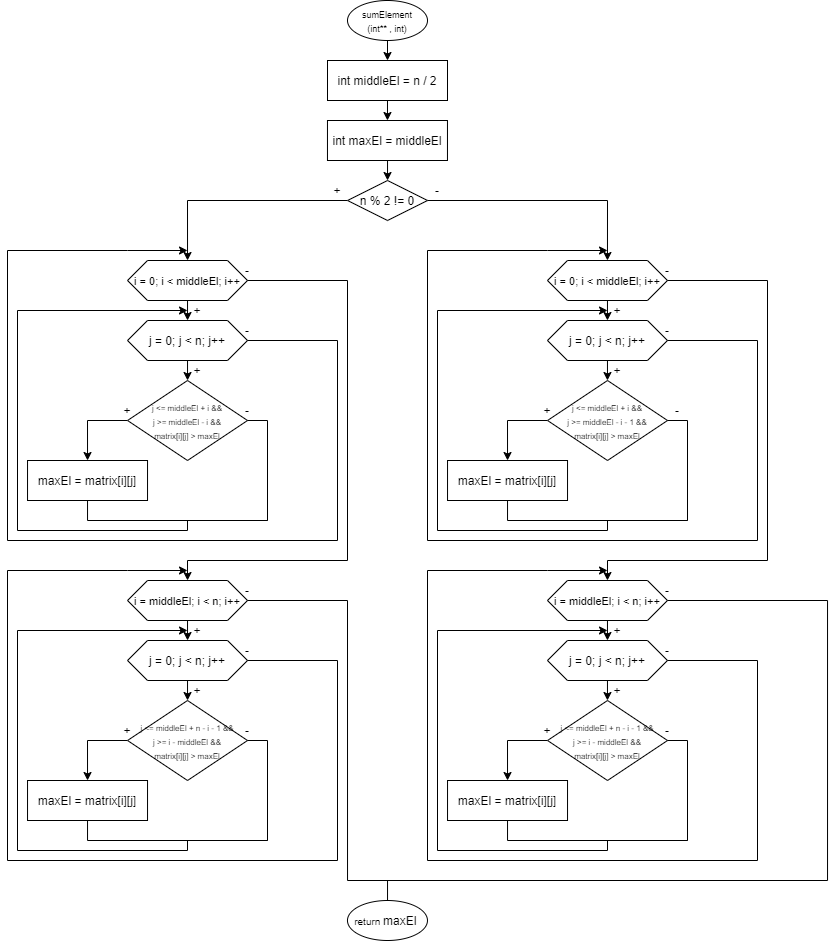 sumElement
(int** , int)
int middleEl = n / 2
int maxEl = middleEl
n % 2 != 0
+
-
i = 0; i < middleEl; i++
-
+
j = 0; j < n; j++
-
+
j <= middleEl + i &&
j >= middleEl - i &&
matrix[i][j] > maxEl
+
-
maxEl = matrix[i][j]
i = middleEl; i < n; i++
-
+
j = 0; j < n; j++
-
+
j <= middleEl + n - i - 1 &&
j >= i - middleEl &&
matrix[i][j] > maxEl
+
-
maxEl = matrix[i][j]
i = 0; i < middleEl; i++
-
+
j = 0; j < n; j++
-
+
j <= middleEl + i &&
j >= middleEl - i - 1 &&
matrix[i][j] > maxEl
+
-
maxEl = matrix[i][j]
i = middleEl; i < n; i++
-
+
j = 0; j < n; j++
-
+
j <= middleEl + n - i - 1 &&
j >= i - middleEl &&
matrix[i][j] > maxEl
+
-
maxEl = matrix[i][j]
return maxEl